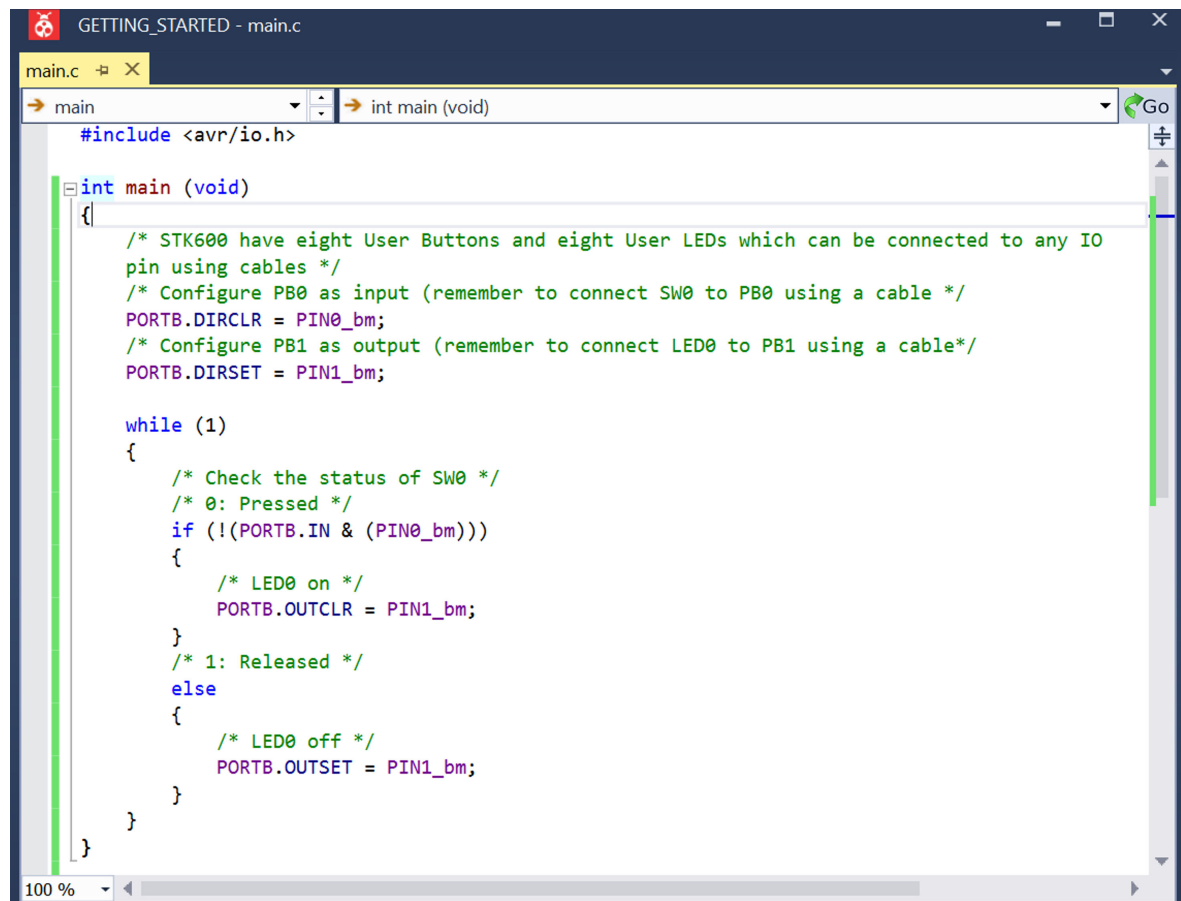 GETTING_STARTED - main.c
main.c
main
int main (void)
Go
#include <avr/io.h>
int main (void)
{
/* STK600 have eight User Buttons and eight User LEDs which can be connected to any IO
pin using cables */
/* Configure PB0 as input (remember to connect SW0 to PB0 using a cable */
PORTB.DIRCLR = PIN0_bm;
/* Configure PB1 as output (remember to connect LED0 to PB1 using a cable*/
PORTB.DIRSET = PIN1_bm;
while (1)
{
/* Check the status of SW0 */
/* 0: Pressed */
if (!(PORTB.IN & (PIN0_bm)))
{
/* LED0 on */
PORTB.OUTCLR = PIN1_bm;
}
/* 1: Released */
else
{
/* LED0 off */
PORTB.OUTSET = PIN1_bm;
}
}
}
100 %